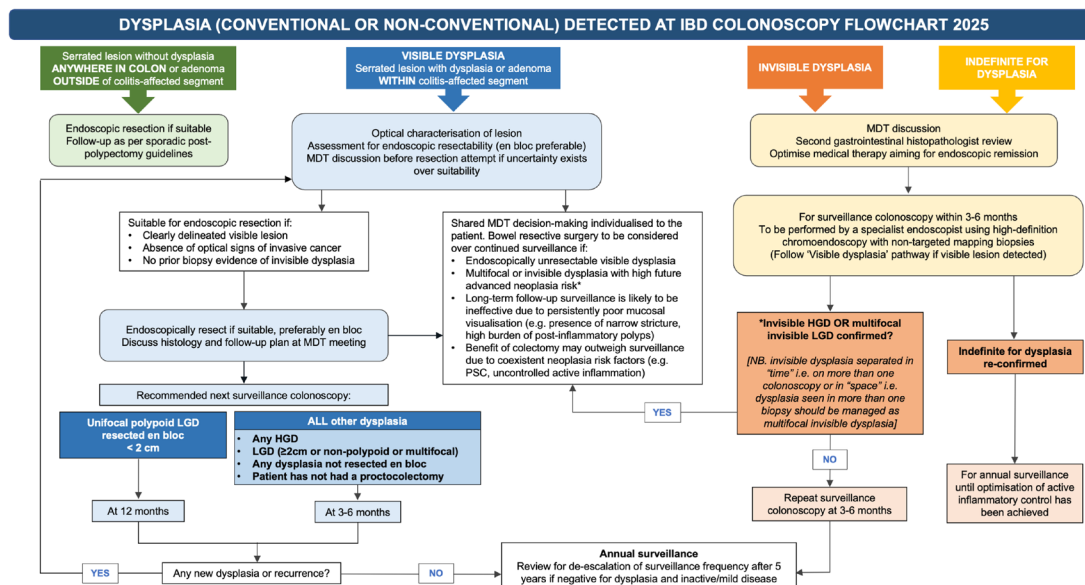 DYSPLASIA (CONVENTIONAL OR NON-CONVENTIONAL) DETECTED AT IBD COLONOSCOPY FLOWCHART 2025
Serrated lesion without dysplasia
ANYWHERE IN COLON or adenoma
OUTSIDE of colitis-affected segment
VISIBLE DYSPLASIA
Serrated lesion with dysplasia or adenoma
WITHIN colitis-affected segment
INVISIBLE DYSPLASIA
INDEFINITE FOR
DYSPLASIA
Endoscopic resection if suitable
Follow-up as per sporadic post-
polypectomy guidelines
Optical characterisation of lesion
Assessment for endoscopic resectability (en bloc preferable)
MDT discussion before resection attempt if uncertainty exists
over suitability
MDT discussion
Second gastrointestinal histopathologist review
Optimise medical therapy aiming for endoscopic remission
Suitable for endoscopic resection if:
• Clearly delineated visible lesion
• Absence of optical signs of invasive cancer
• No prior biopsy evidence of invisible dysplasia
Shared MDT decision-making individualised to the
patient. Bowel resective surgery to be considered
over continued surveillance if:
• Endoscopically unresectable visible dysplasia
• Multifocal or invisible dysplasia with high future
advanced neoplasia risk*
• Long-term follow-up surveillance is likely to be
ineffective due to persistently poor mucosal
visualisation (e.g. presence of narrow stricture,
high burden of post-inflammatory polyps)
• Benefit of colectomy may outweigh surveillance
due to coexistent neoplasia risk factors (e.g.
PSC, uncontrolled active inflammation)
For surveillance colonoscopy within 3-6 months
To be performed by a specialist endoscopist using high-definition
chromoendoscopy with non-targeted mapping biopsies
(Follow 'Visible dysplasia' pathway if visible lesion detected)
Endoscopically resect if suitable, preferably en bloc
Discuss histology and follow-up plan at MDT meeting
*Invisible HGD OR multifocal
invisible LGD confirmed?
[NB. invisible dysplasia separated in
"time" i.e. on more than one
colonoscopy or in "space" i.e.
dysplasia seen in more than one
biopsy should be managed as
multifocal invisible dysplasia]
Indefinite for dysplasia
re-confirmed
Recommended next surveillance colonoscopy:
YES
Unifocal polypoid LGD
resected en bloc
< 2 cm
ALL other dysplasia
• Any HGD
• LGD (≥2cm or non-polypoid or multifocal)
• Any dysplasia not resected en bloc
• Patient has not had a proctocolectomy
NO
For annual surveillance
until optimisation of active
inflammatory control has
been achieved
At 12 months
At 3-6 months
Repeat surveillance
colonoscopy at 3-6 months
YES
Any new dysplasia or recurrence?
NO
Annual surveillance
Review for de-escalation of surveillance frequency after 5
years if negative for dysplasia and inactive/mild disease